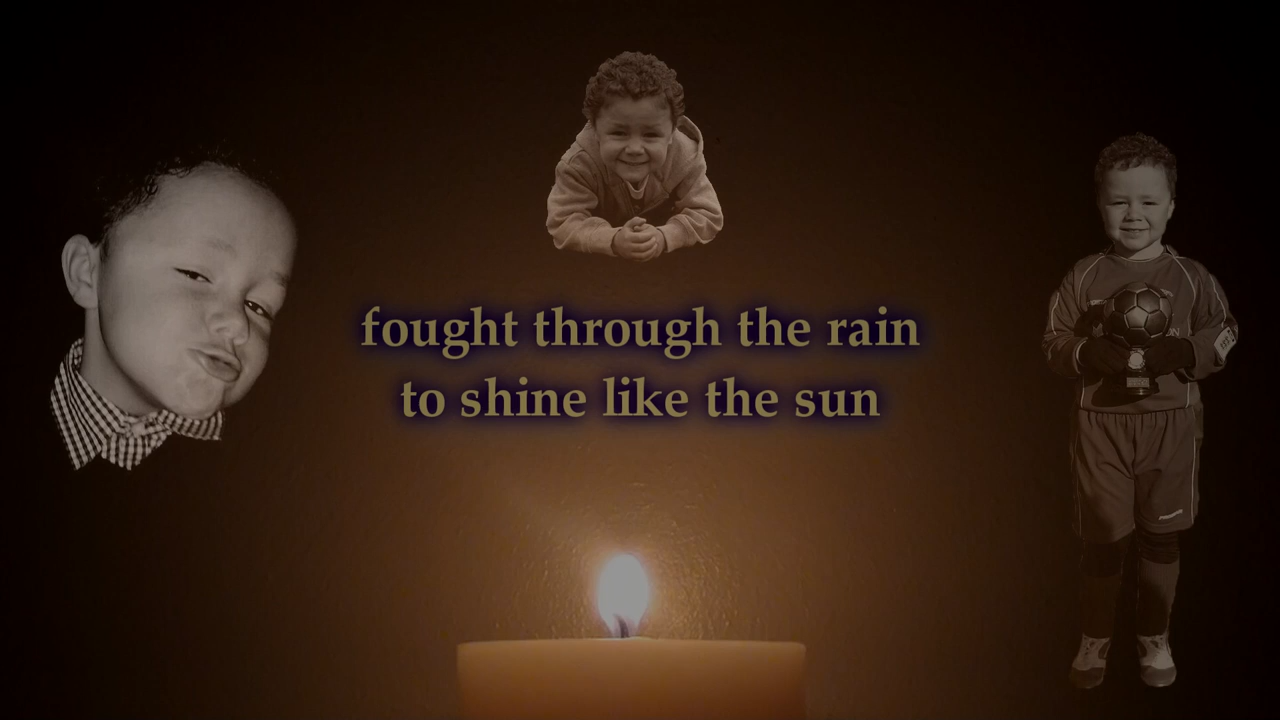 fought through the rain
to shine like the sun